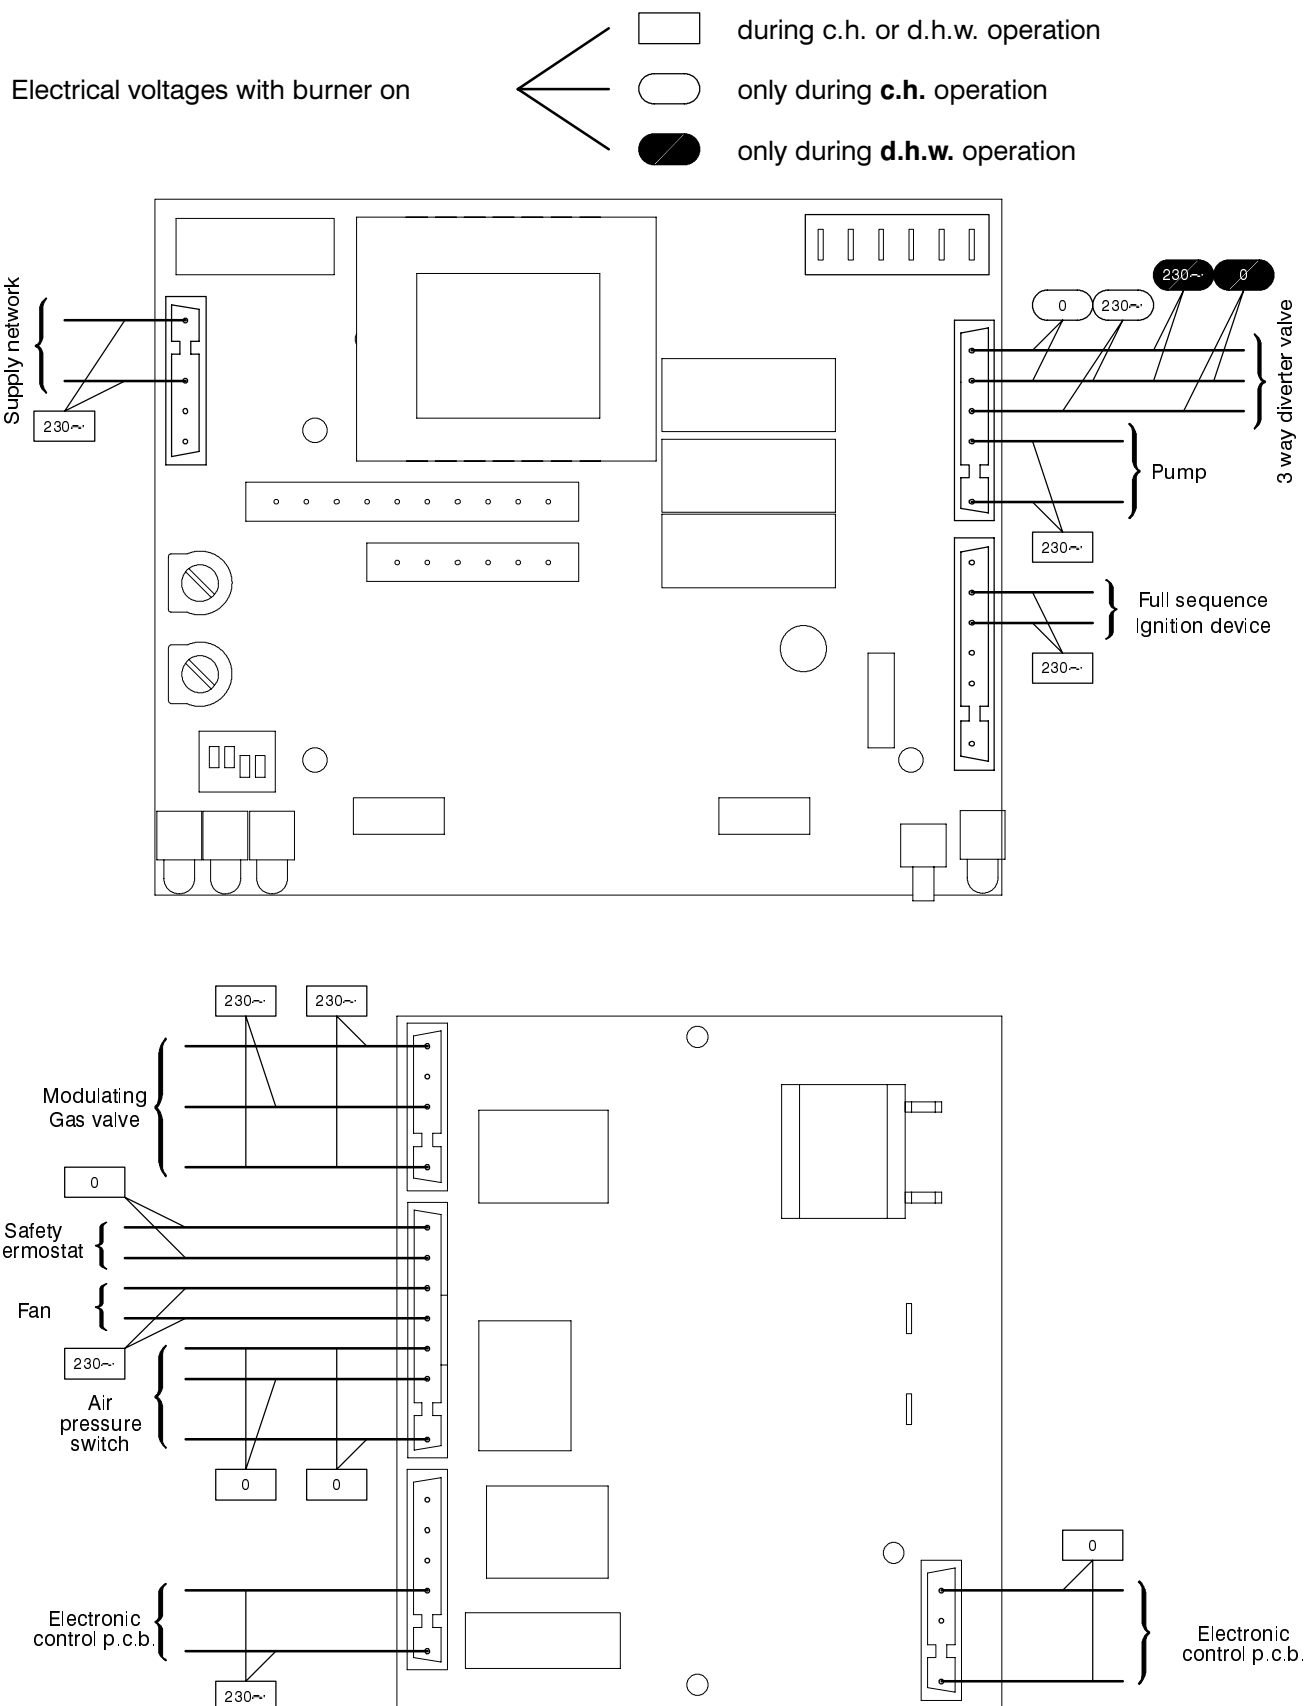 during c.h. or d.h.w. operation
Electrical voltages with burner on
only during c.h. operation
only during d.h.w. operation
Supply network
230~
0
230~
230~
0
3 way diverter valve
Pump
230~
Full sequence
Ignition device
230~
230~
230~
Modulating
Gas valve
0
Safety
ermostat
Fan
230~
Air
pressure
switch
0
0
Electronic
control p.c.b.
230~
0
Electronic
control p.c.b.